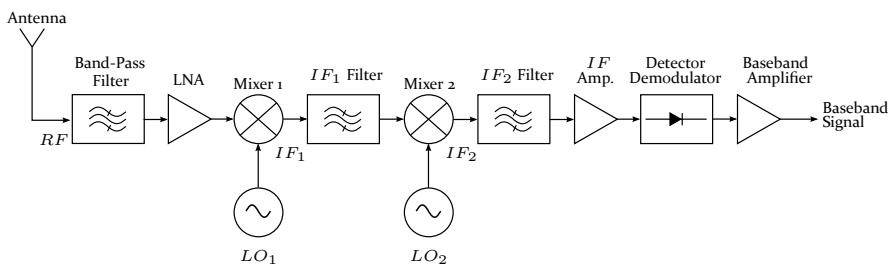 Antenna
Band-Pass
Filter
LNA
Mixer 1
IF1 Filter
Mixer 2
IF2 Filter
IF
Amp.
Detector
Demodulator
Baseband
Amplifier
RF
IF1
IF2
Baseband
Signal
LO1
LO2